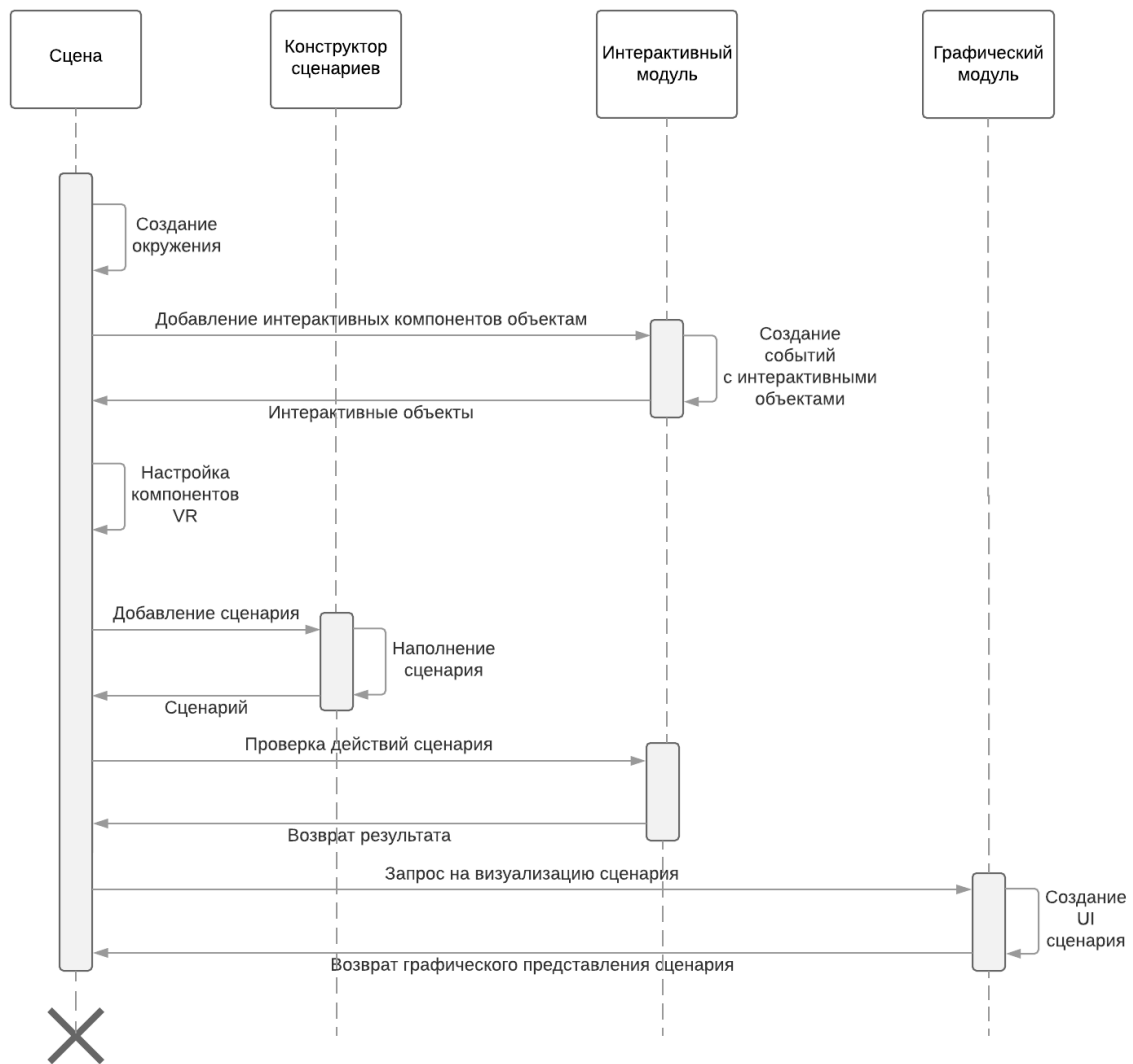 Сцена
Конструктор
сценариев
Интерактивный
модуль
Графический
модуль
Создание
окружения
Добавление интерактивных компонентов объектам
Создание
событий
с интерактивными
объектами
Интерактивные объекты
Настройка
компонентов
VR
Добавление сценария
Наполнение
сценария
Сценарий
Проверка действий сценария
Возврат результата
Запрос на визуализацию сценария
Создание
UI
сценария
Возврат графического представления сценария